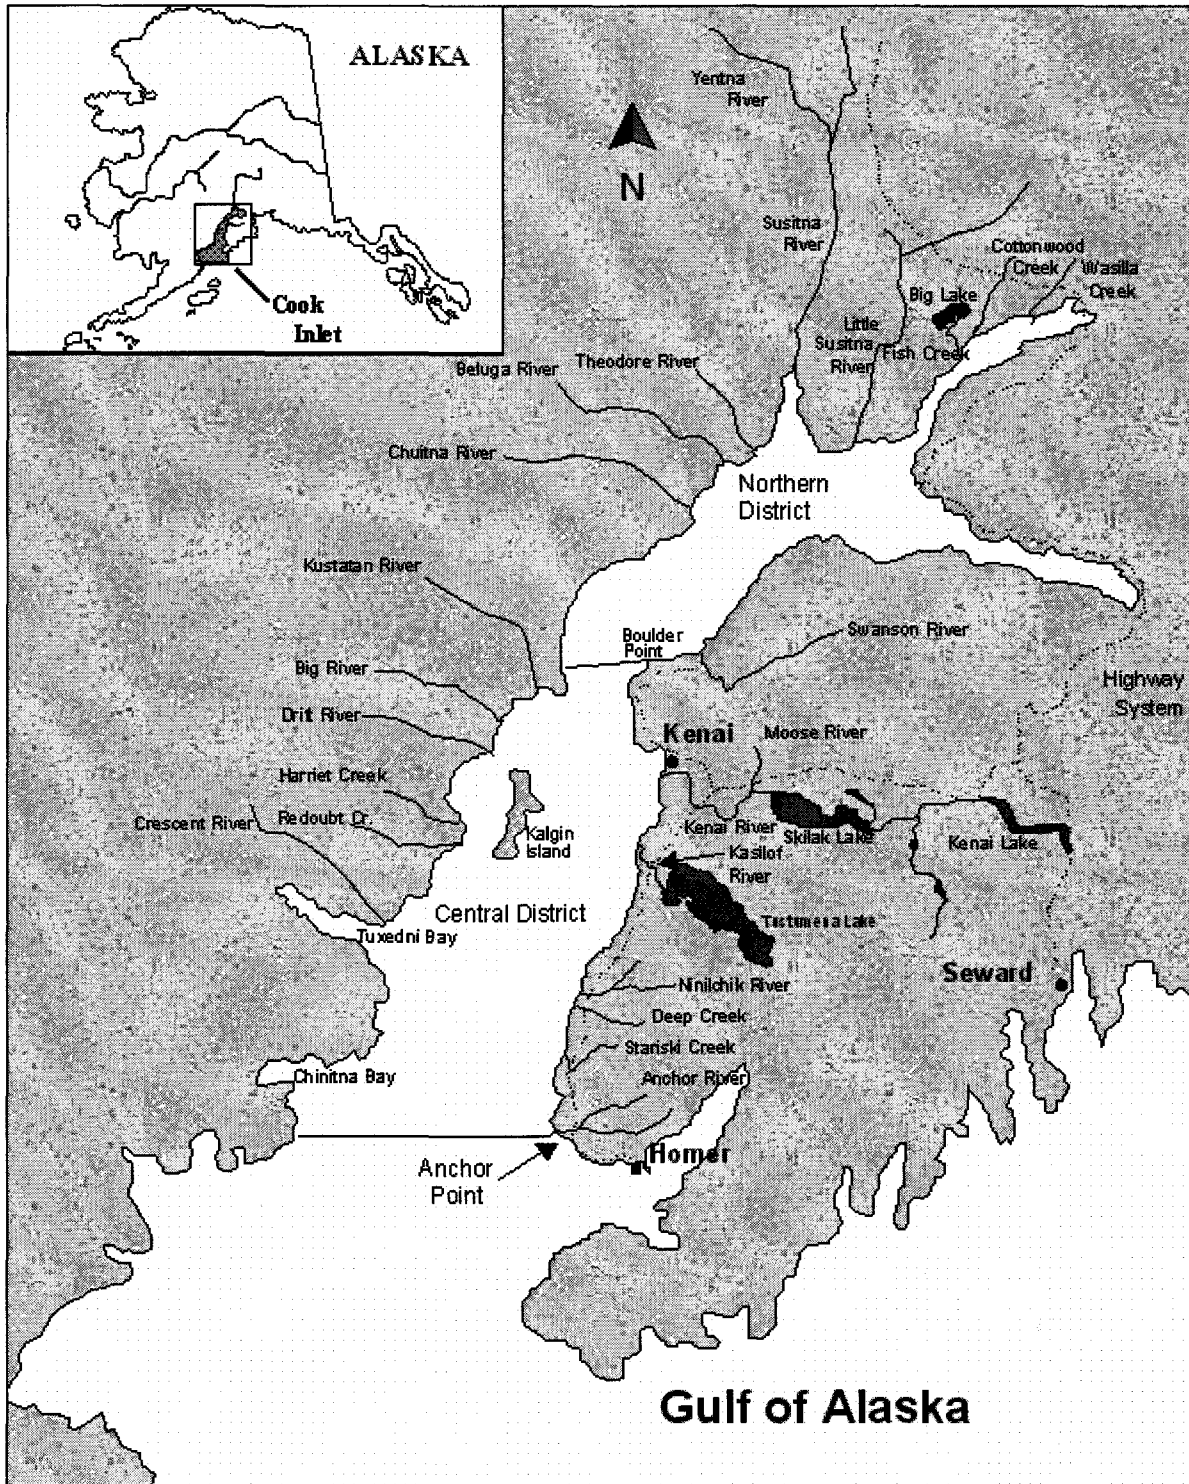 ALASKA
Cook
Inlet
N
Yentna
River
Susitna
River
Cottonwood
Creek
Wasilla
Creek
Big Lake
Little
Susitna
River
Fish Creek
Theodore River
Beluga River
Chuitna River
Northern
District
Kustatan River
Boulder
Point
Swanson River
Big River
Highway
System
Drift River
Kenai
Moose River
Harriet Creek
Redoubt Cr.
Crescent River
Kalgin
Island
Kenai River
Skilak Lake
Kenai Lake
Kasilof
River
Central District
Tustumena Lake
Tuxedni Bay
Seward
Ninilchik River
Deep Creek
Stariski Creek
Anchor River
Chinitna Bay
Homer
Anchor
Point
Gulf of Alaska